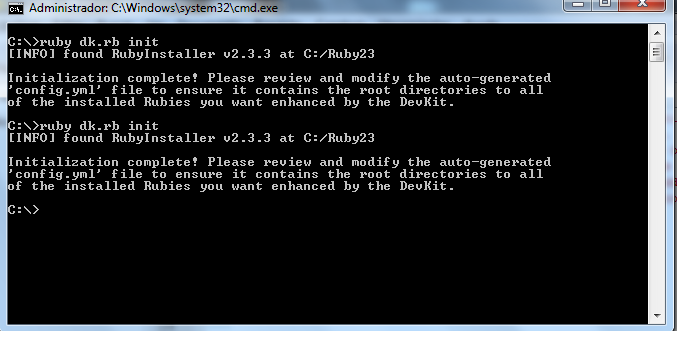 Administrador: C:\Windows\system32\cmd.exe
C:\>ruby dk.rb init
[INFO] found RubyInstaller v2.3.3 at C:/Ruby23
Initialization complete! Please review and modify the auto-generated
'config.yml' file to ensure it contains the root directories to all
of the installed Rubies you want enhanced by the DevKit.
C:\>ruby dk.rb init
[INFO] found RubyInstaller v2.3.3 at C:/Ruby23
Initialization complete! Please review and modify the auto-generated
'config.yml' file to ensure it contains the root directories to all
of the installed Rubies you want enhanced by the DevKit.
C:\>